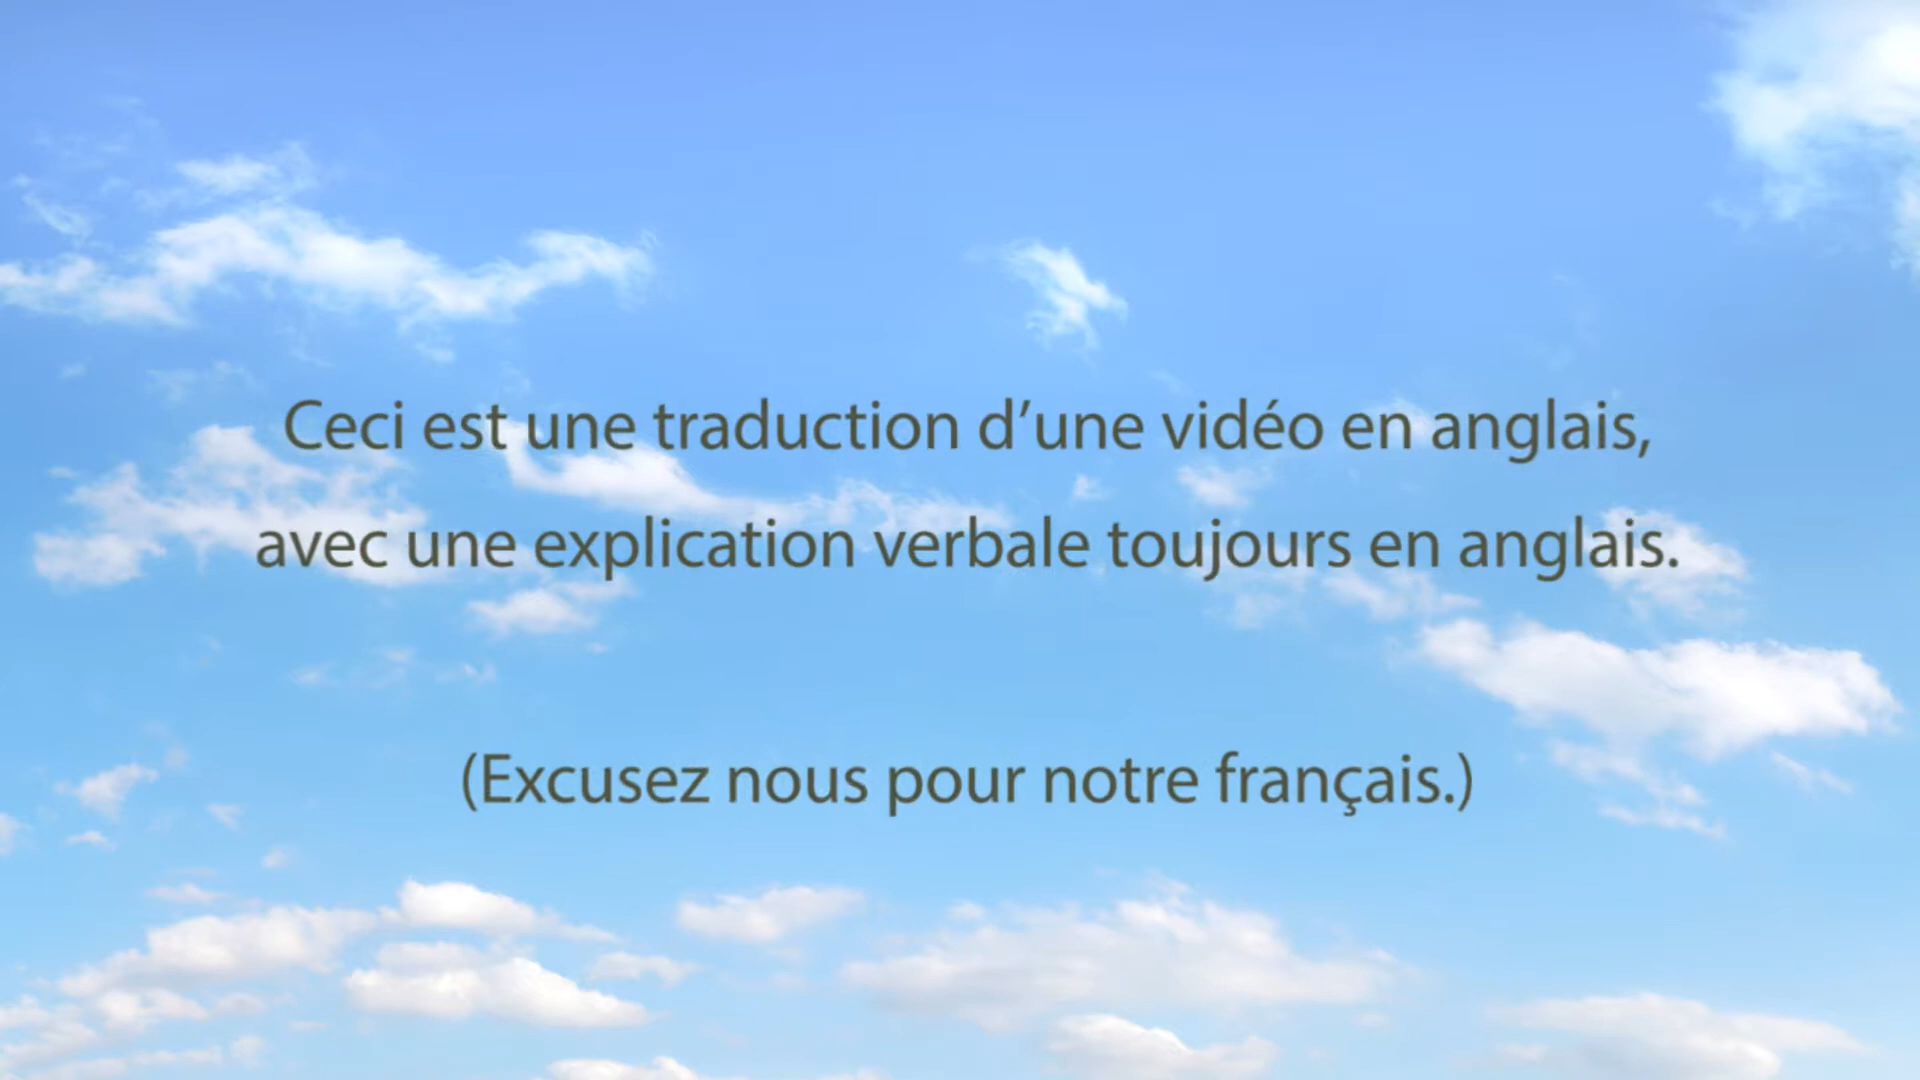 Ceci est une traduction d’une vidéo en anglais,
avec une explication verbale toujours en anglais.
(Excusez nous pour notre français.)